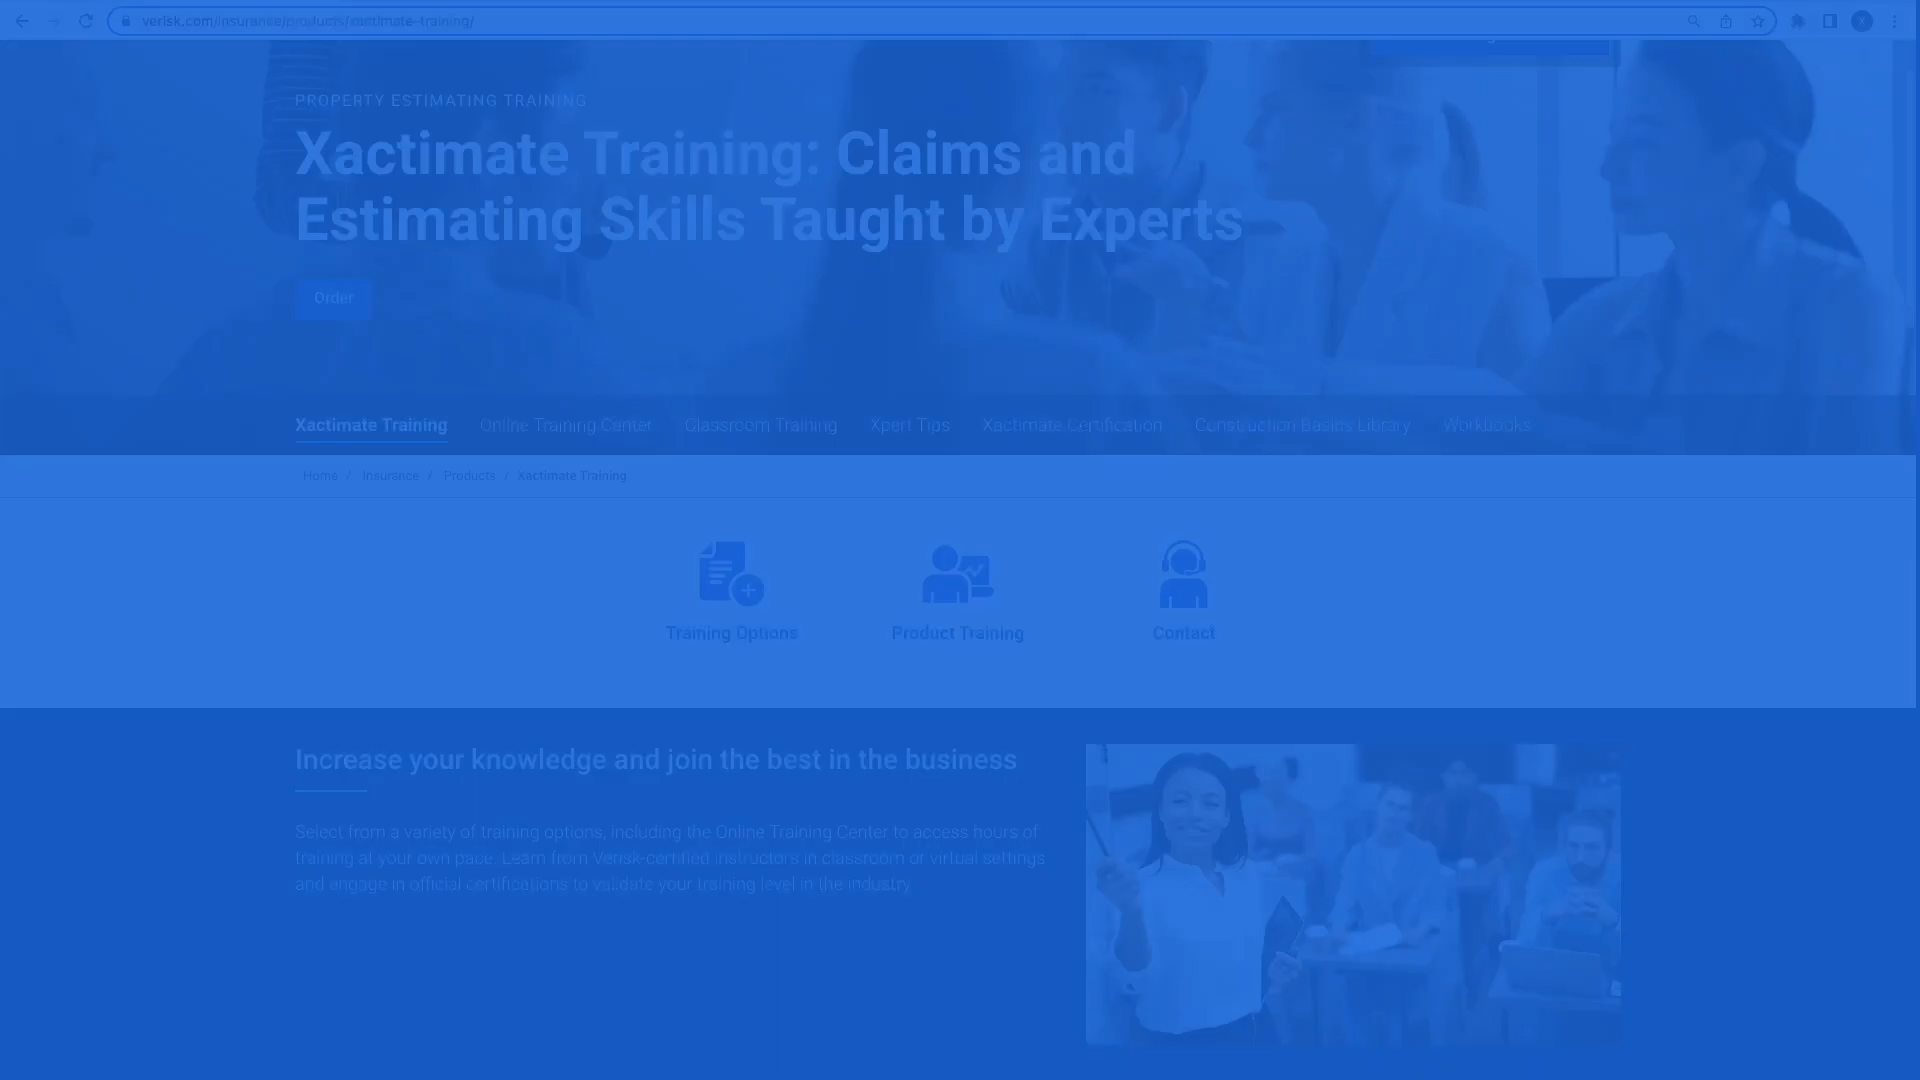 verisk.com/insurance/products/xactimate-training/
PROPERTY ESTIMATING TRAINING
Xactimate Training: Claims and
Estimating Skills Taught by Experts
Order
Xactimate Training Online Training Center Classroom Training Xpert Tips Xactimate Certification Construction Basics Library Workbooks
Home / Insurance / Products / Xactimate Training
Training Options Product Training Contact
Increase your knowledge and join the best in the business
Select from a variety of training options, including the Online Training Center to access hours of
training at your own pace. Learn from Verisk-certified instructors in classroom or virtual settings
and engage in official certifications to validate your training level in the industry.